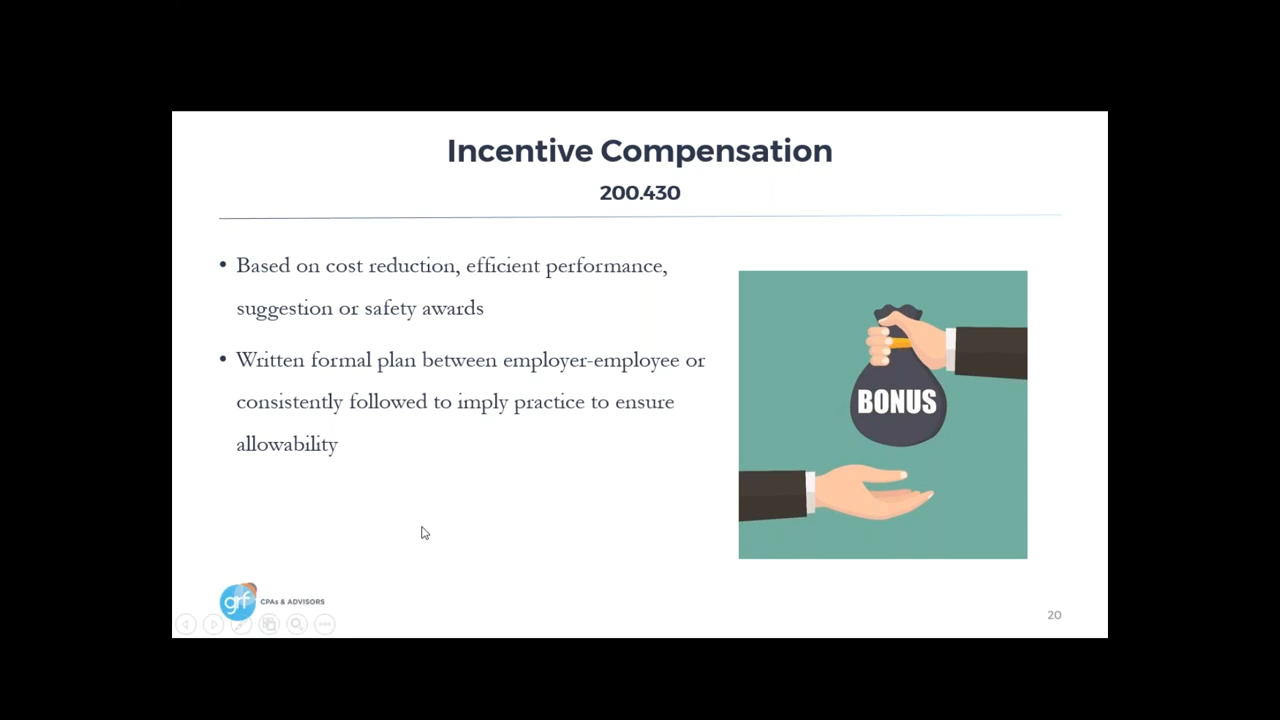 Incentive Compensation
200.430
• Based on cost reduction, efficient performance,
suggestion or safety awards
• Written formal plan between employer-employee or
consistently followed to imply practice to ensure
allowability
BONUS
grf CPAs & ADVISORS
20